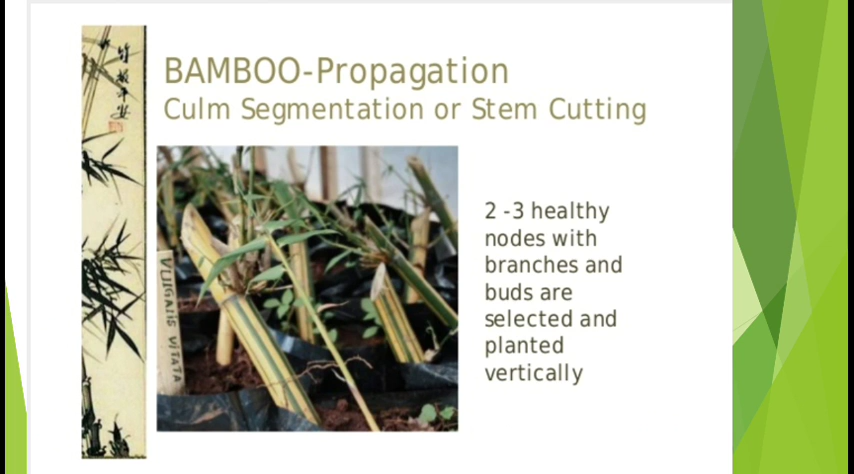 BAMBOO-Propagation
Culm Segmentation or Stem Cutting
2 -3 healthy
nodes with
branches and
buds are
selected and
planted
vertically
VULGARIS VITATA